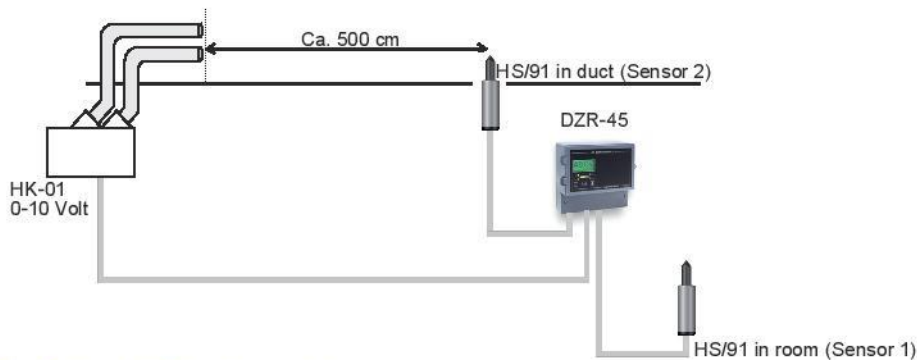 Ca. 500 cm
HS/91 in duct (Sensor 2)
DZR-45
HK-01
0-10 Volt
HS/91 in room (Sensor 1)